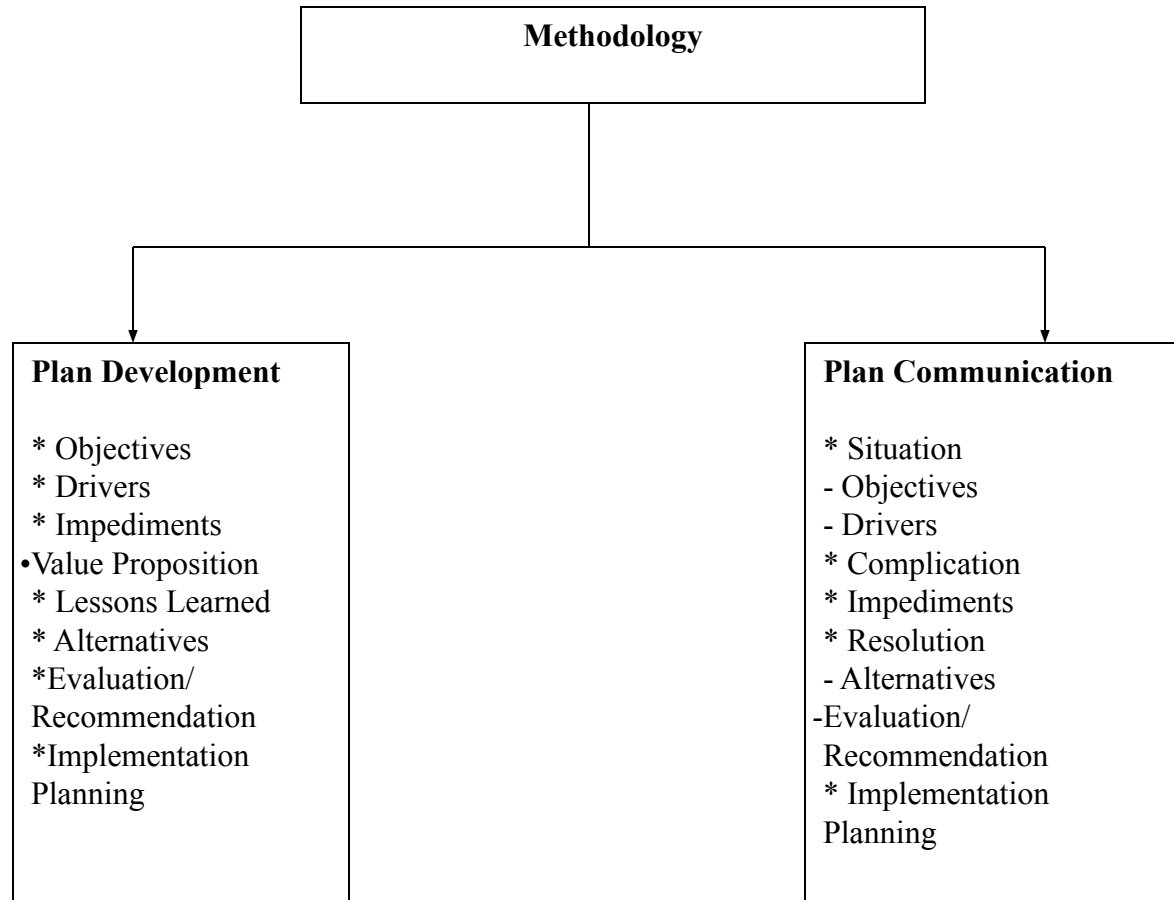 Methodology
Plan Development
* Objectives
* Drivers
* Impediments
•Value Proposition
* Lessons Learned
* Alternatives
*Evaluation/
Recommendation
*Implementation
Planning
Plan Communication
* Situation
- Objectives
- Drivers
* Complication
* Impediments
* Resolution
- Alternatives
-Evaluation/
Recommendation
* Implementation
Planning